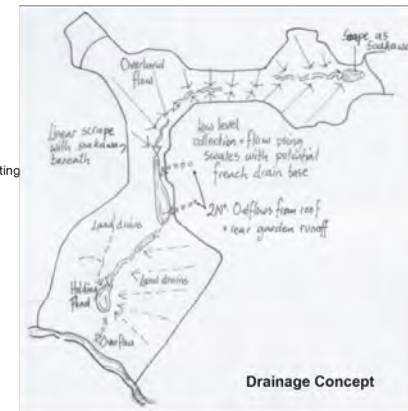 Scrape as
soakaway
Overland
flow
Linear scrape
with soakaway
beneath
low level
collection + flow using
swales with potential
french drain base
ting
2Nº Outflows from roof
+ rear garden runoff
Land drains
Land drains
Holding
Pond
Overflow
Drainage Concept